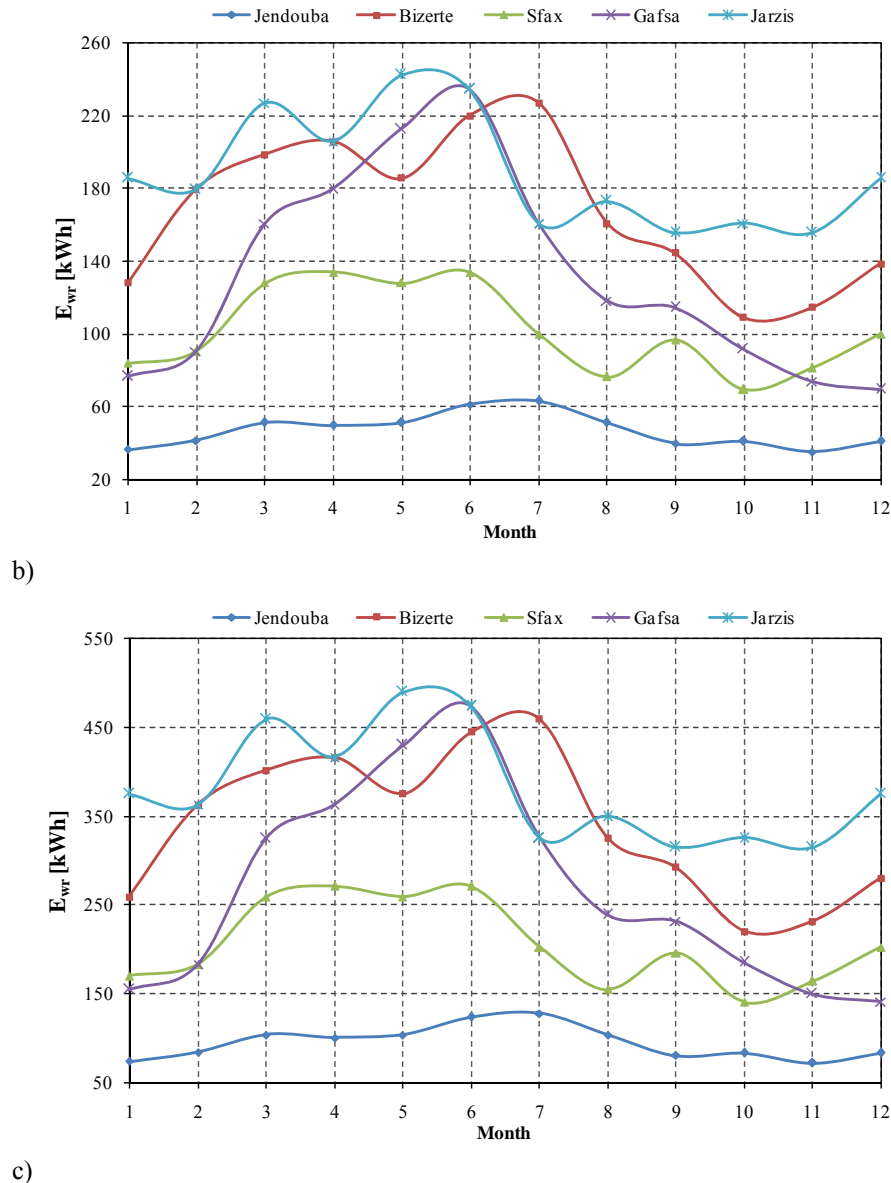 Jendouba Bizerte Sfax Gafsa Jarzis
260
220
180
140
100
60
20
E_wr [kWh]
1 2 3 4 5 6 7 8 9 10 11 12
Month
b)
Jendouba Bizerte Sfax Gafsa Jarzis
550
450
350
250
150
50
E_wr [kWh]
1 2 3 4 5 6 7 8 9 10 11 12
Month
c)